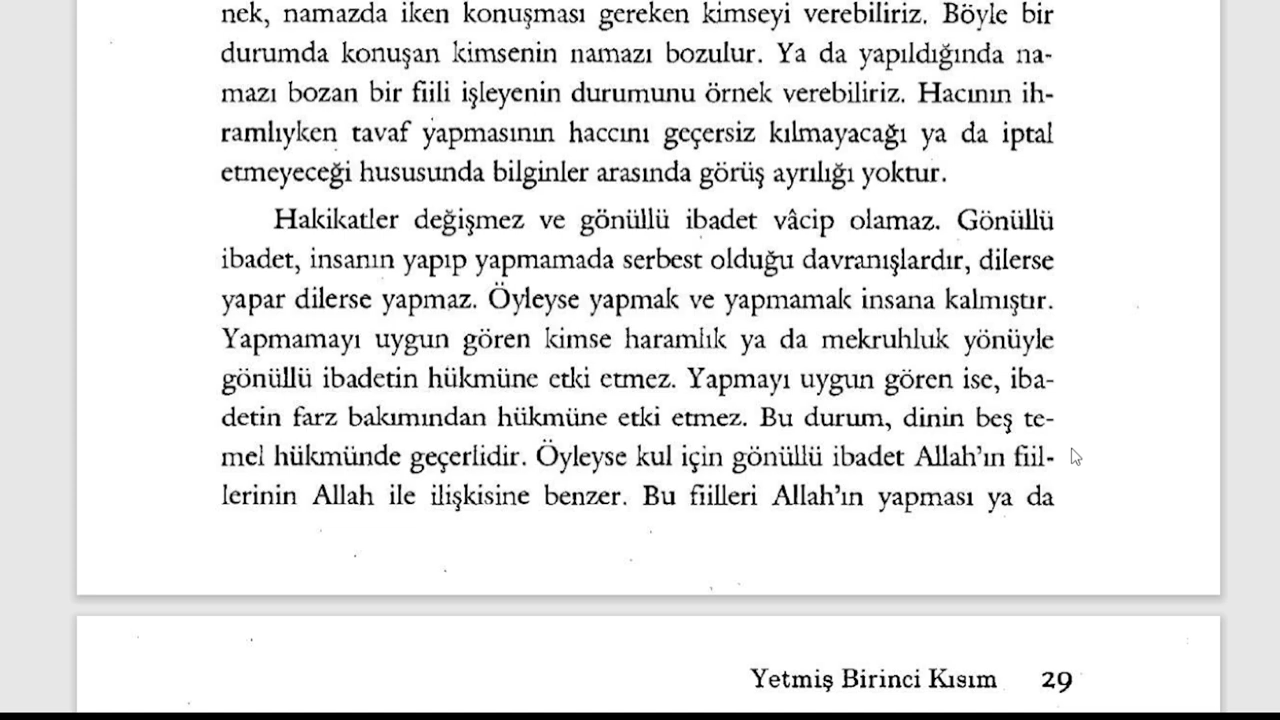 nek, namazda iken konuşması gereken kimseyi verebiliriz. Böyle bir
durumda konuşan kimsenin namazı bozulur. Ya da yapıldığında na-
mazı bozan bir fiili işleyenin durumunu örnek verebiliriz. Hacının ih-
ramlıyken tavaf yapmasının haccını geçersiz kılmayacağı ya da iptal
etmeyeceği hususunda bilginler arasında görüş ayrılığı yoktur.
Hakikatler değişmez ve gönüllü ibadet vâcip olamaz. Gönüllü
ibadet, insanın yapıp yapmamada serbest olduğu davranışlardır, dilerse
yapar dilerse yapmaz. Öyleyse yapmak ve yapmamak insana kalmıştır.
Yapmamayı uygun gören kimse haramlık ya da mekruhluk yönüyle
gönüllü ibadetin hükmüne etki etmez. Yapmayı uygun gören ise, iba-
detin farz bakımından hükmüne etki etmez. Bu durum, dinin beş te-
mel hükmünde geçerlidir. Öyleyse kul için gönüllü ibadet Allah'ın fiil-
lerinin Allah ile ilişkisine benzer. Bu fiilleri Allah'ın yapması ya da
Yetmiş Birinci Kısım 29